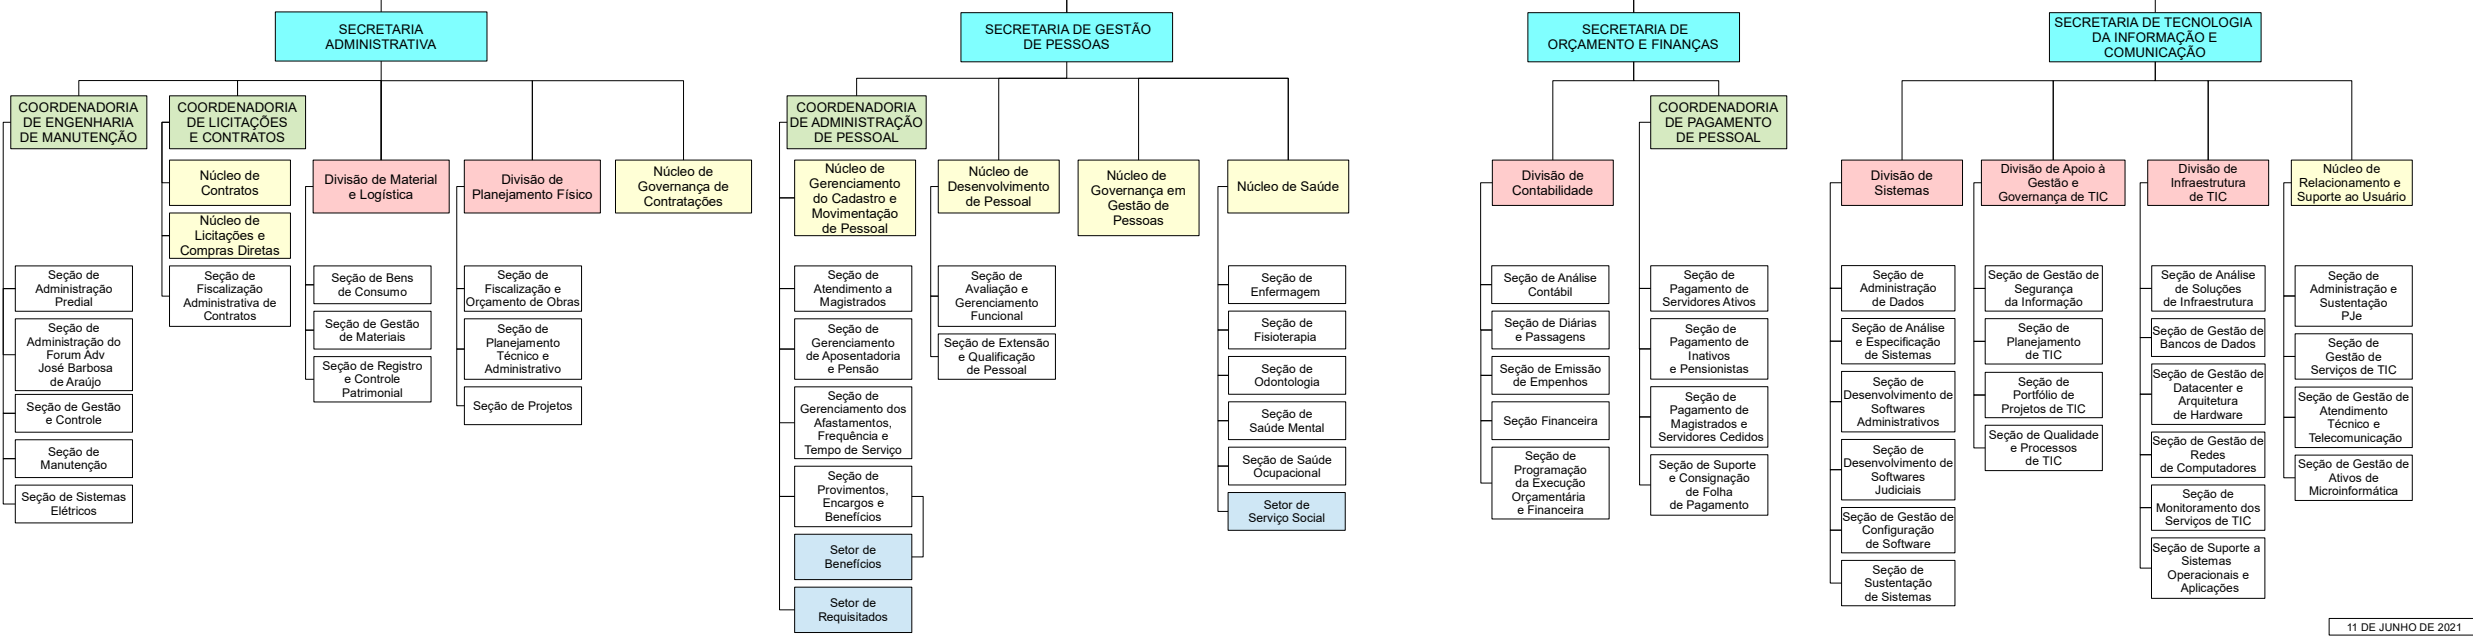 SECRETARIA
ADMINISTRATIVA
COORDENADORIA
DE ENGENHARIA
DE MANUTENÇÃO
Seção de
Administração
Predial
Seção de
Administração do
Forum Adv
José Barbosa
de Araújo
Seção de Gestão
e Controle
Seção de
Manutenção
Seção de Sistemas
Elétricos
COORDENADORIA
DE LICITAÇÕES
E CONTRATOS
Núcleo de
Contratos
Núcleo de
Licitações e
Compras Diretas
Seção de
Fiscalização
Administrativa de
Contratos
Divisão de Material
e Logística
Seção de Bens
de Consumo
Seção de Gestão
de Materiais
Seção de Registro
e Controle
Patrimonial
Divisão de
Planejamento Físico
Seção de
Fiscalização e
Orçamento de Obras
Seção de
Planejamento
Técnico e
Administrativo
Seção de Projetos
Núcleo de
Governança de
Contratações
SECRETARIA DE GESTÃO
DE PESSOAS
COORDENADORIA
DE ADMINISTRAÇÃO
DE PESSOAL
Núcleo de
Gerenciamento
do Cadastro e
Movimentação
de Pessoal
Seção de
Atendimento a
Magistrados
Seção de
Gerenciamento
de Aposentadoria
e Pensão
Seção de
Gerenciamento dos
Afastamentos,
Frequência e
Tempo de Serviço
Seção de
Provimentos,
Encargos e
Benefícios
Setor de
Benefícios
Setor de
Requisitados
Núcleo de
Desenvolvimento
de Pessoal
Seção de
Avaliação e
Gerenciamento
Funcional
Seção de Extensão
e Qualificação
de Pessoal
Núcleo de
Governança em
Gestão de
Pessoas
Núcleo de Saúde
Seção de
Enfermagem
Seção de
Fisioterapia
Seção de
Odontologia
Seção de
Saúde Mental
Seção de Saúde
Ocupacional
Setor de
Serviço Social
SECRETARIA DE
ORÇAMENTO E FINANÇAS
Divisão de
Contabilidade
Seção de Análise
Contábil
Seção de Diárias
e Passagens
Seção de Emissão
de Empenhos
Seção Financeira
Seção de
Programação
da Execução
Orçamentária
e Financeira
COORDENADORIA
DE PAGAMENTO
DE PESSOAL
Seção de
Pagamento de
Servidores Ativos
Seção de
Pagamento de
Inativos
e Pensionistas
Seção de
Pagamento de
Magistrados e
Servidores Cedidos
Seção de Suporte
e Consignação
de Folha
de Pagamento
SECRETARIA DE TECNOLOGIA
DA INFORMAÇÃO E
COMUNICAÇÃO
Divisão de
Sistemas
Seção de
Administração
de Dados
Seção de Análise
e Especificação
de Sistemas
Seção de
Desenvolvimento de
Softwares
Administrativos
Seção de
Desenvolvimento de
Softwares
Judiciais
Seção de Gestão de
Configuração
de Software
Seção de
Sustentação
de Sistemas
Divisão de Apoio à
Gestão e
Governança de TIC
Seção de Gestão de
Segurança
da Informação
Seção de
Planejamento
de TIC
Seção de
Portfólio de
Projetos de TIC
Seção de Qualidade
e Processos
de TIC
Divisão de
Infraestrutura
de TIC
Seção de Análise
de Soluções
de Infraestrutura
Seção de Gestão de
Bancos de Dados
Seção de Gestão de
Datacenter e
Arquitetura
de Hardware
Seção de Gestão de
Redes
de Computadores
Seção de
Monitoramento dos
Serviços de TIC
Seção de Suporte a
Sistemas
Operacionais e
Aplicações
Núcleo de
Relacionamento e
Suporte ao Usuário
Seção de
Administração e
Sustentação
PJe
Seção de
Gestão de
Serviços de TIC
Seção de Gestão de
Atendimento
Técnico e
Telecomunicação
Seção de Gestão de
Ativos de
Microinformática
11 DE JUNHO DE 2021